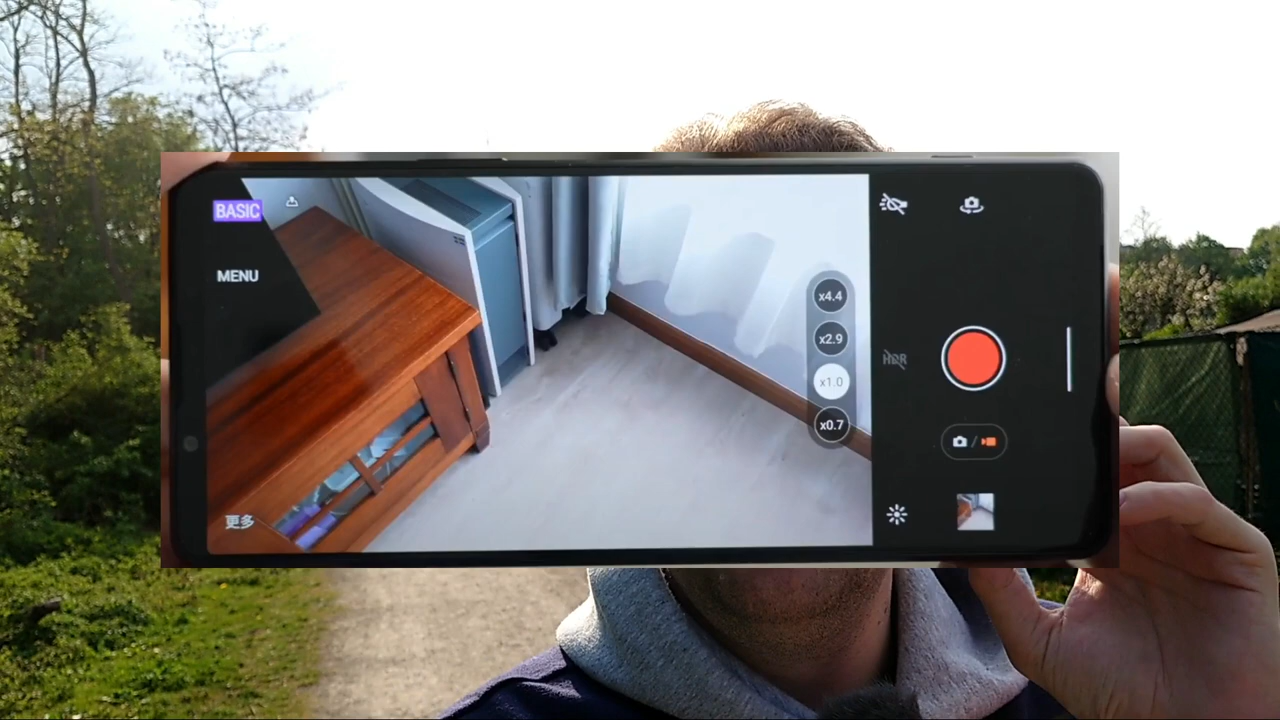 BASIC
MENU
x4.4
x2.9
x1.0
x0.7
HDR
更多